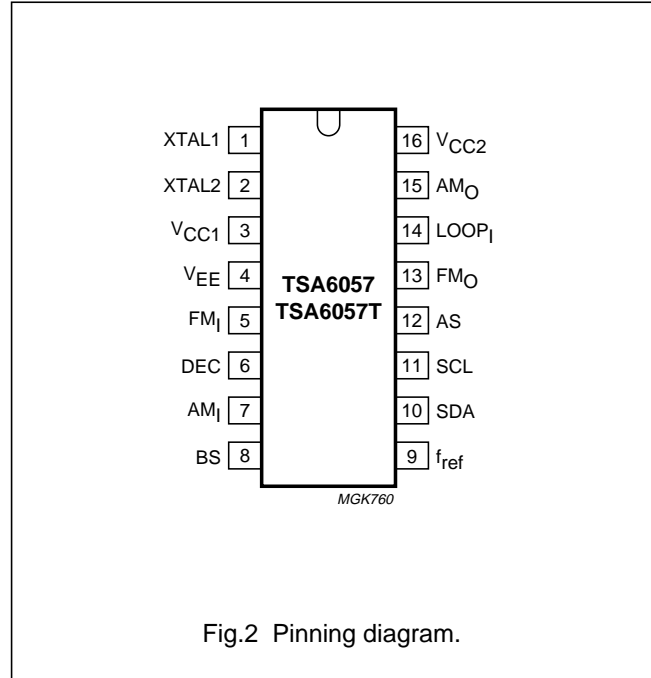 XTAL1 1
XTAL2 2
VCC1 3
VEE 4
FMI 5
DEC 6
AMI 7
BS 8
TSA6057
TSA6057T
16 VCC2
15 AMO
14 LOOPI
13 FMO
12 AS
11 SCL
10 SDA
9 fref
MGK760
Fig.2 Pinning diagram.